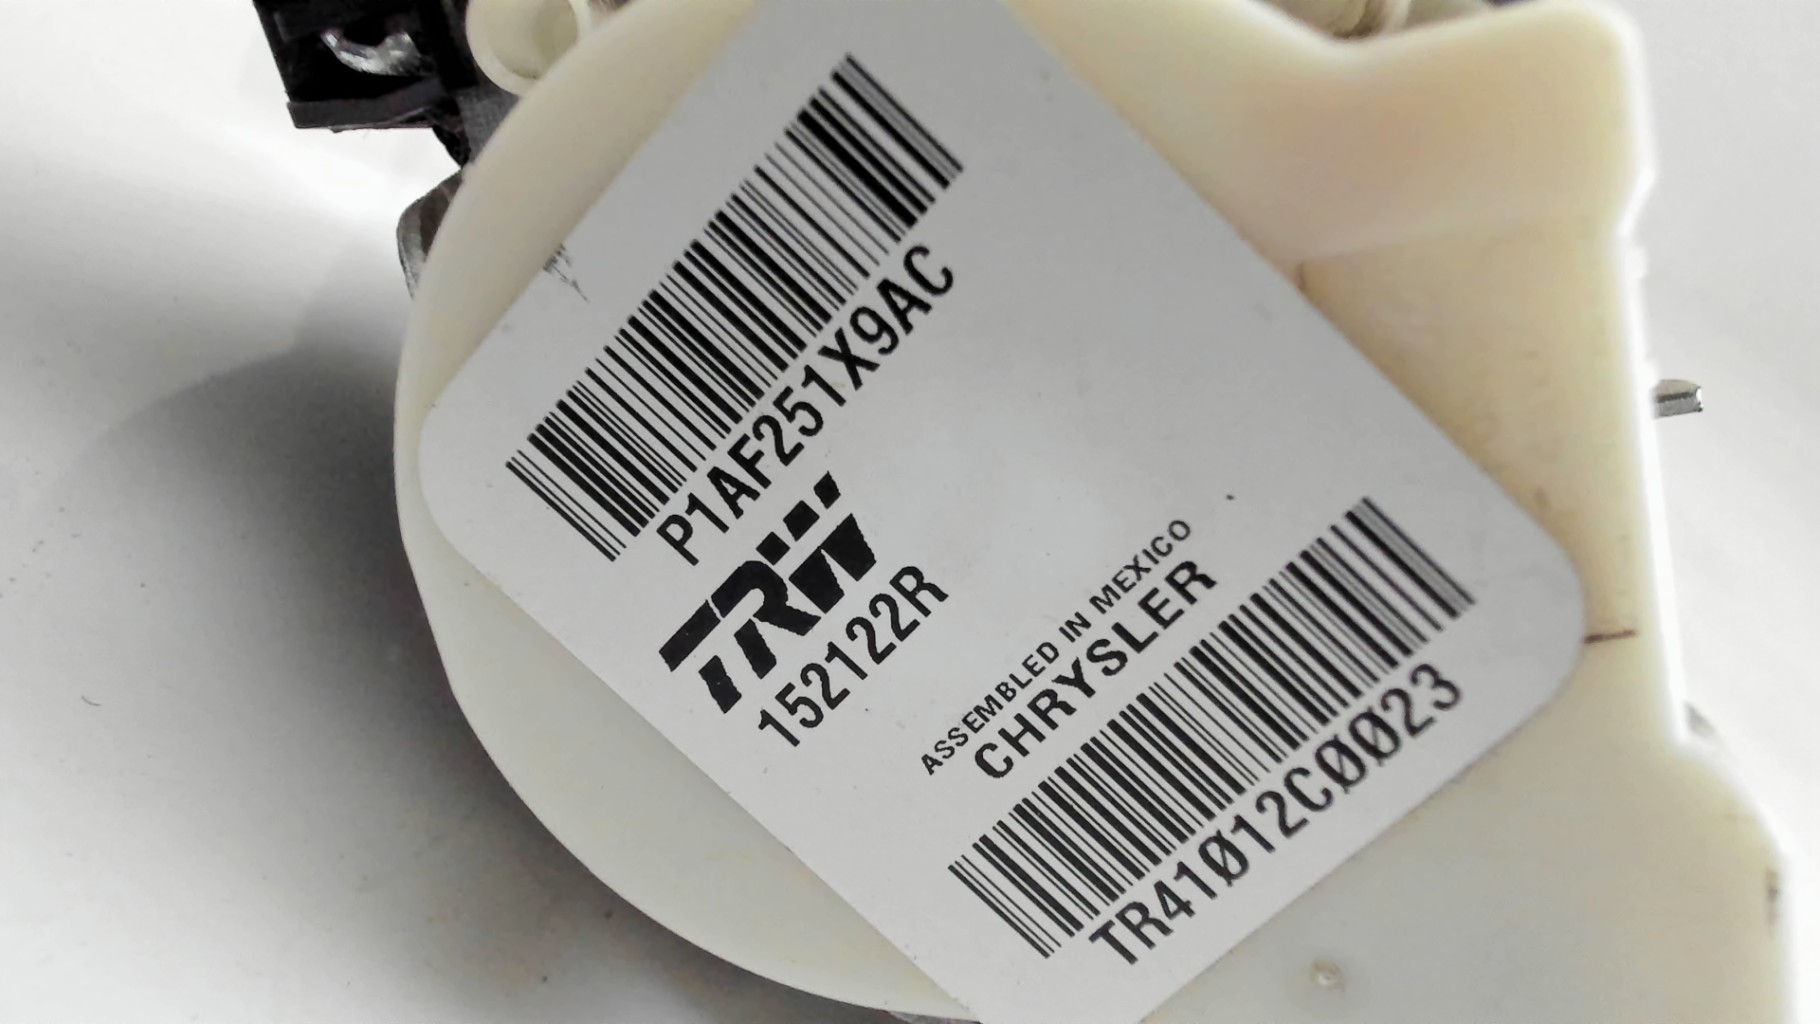 P1AF251X9AC
TRW
152122R
ASSEMBLED IN MEXICO
CHRYSLER
TR41Ø12CØØ23